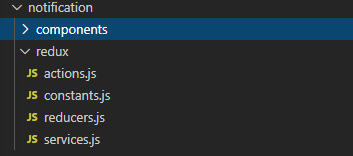 notification
components
redux
JS actions.js
JS constants.js
JS reducers.js
JS services.js